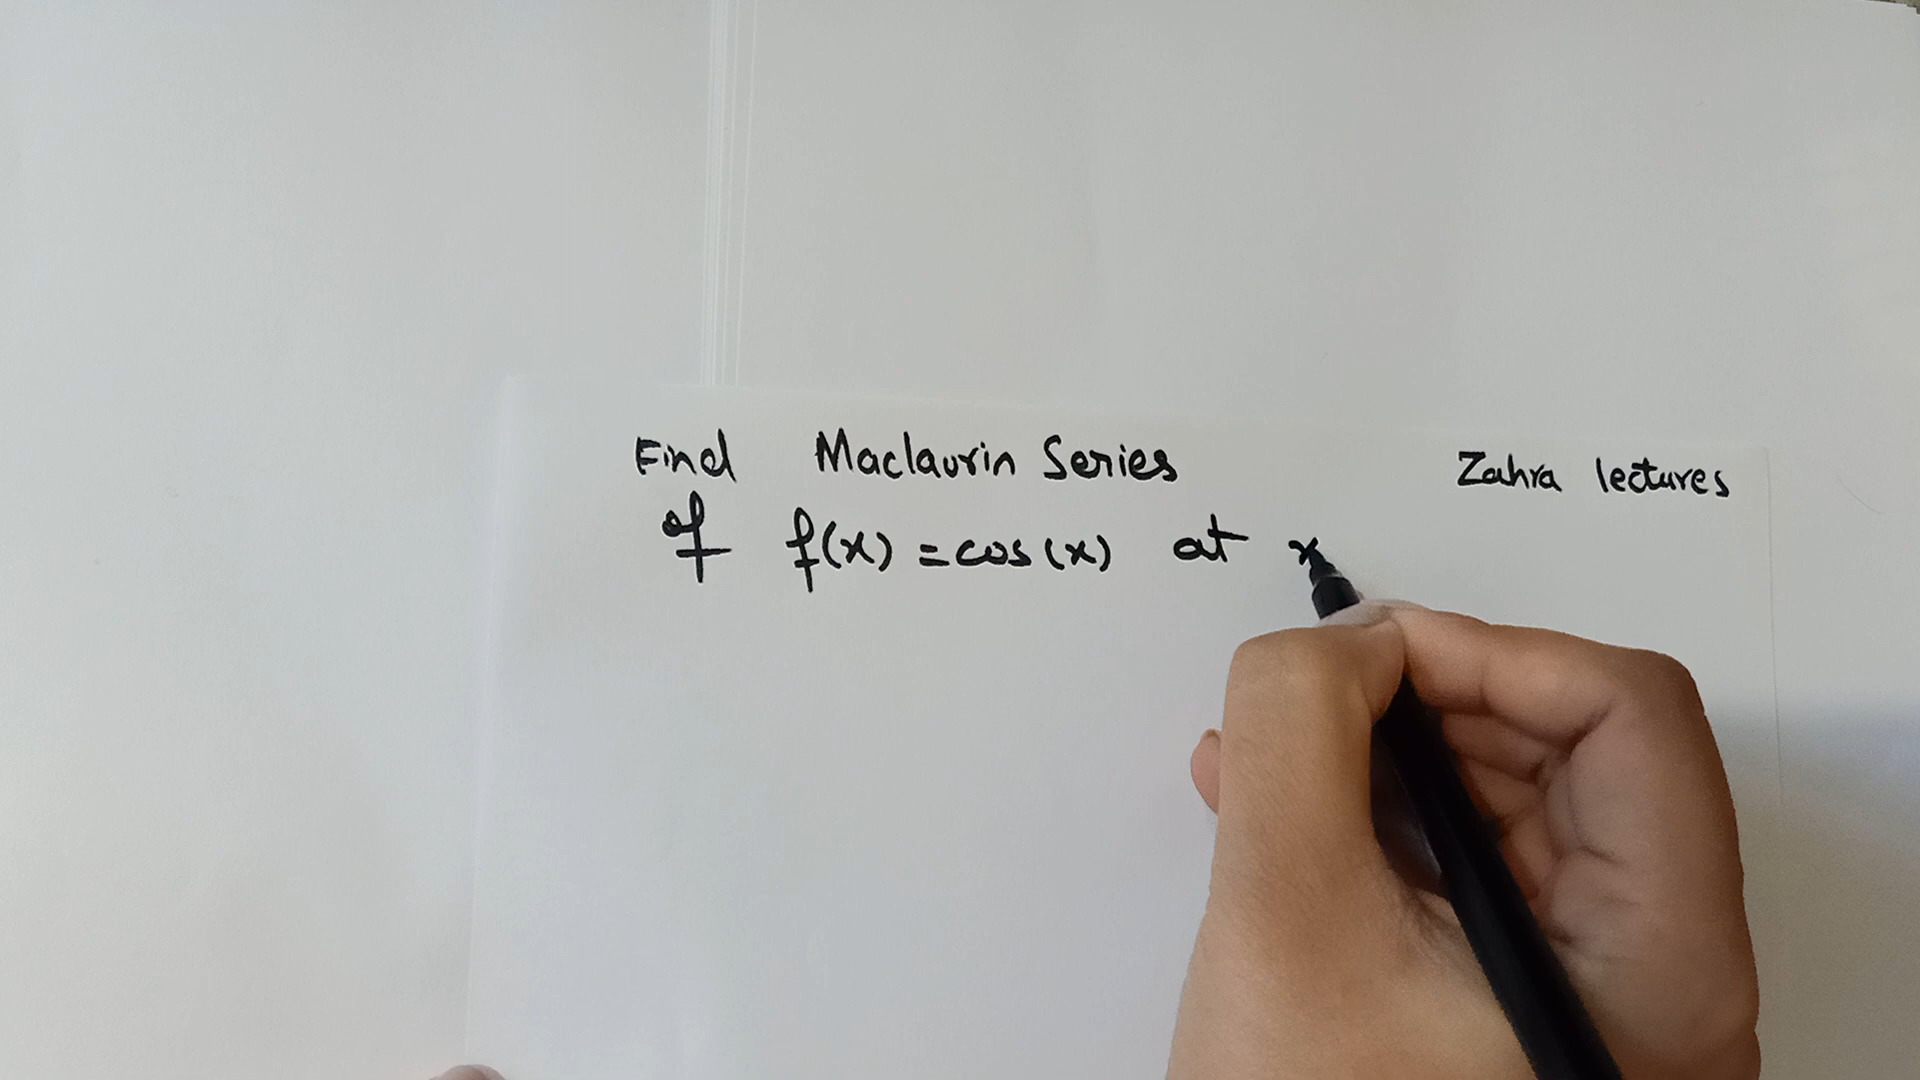 Find Maclaurin Series
Zahra lectures
of f(x) = cos(x) at x